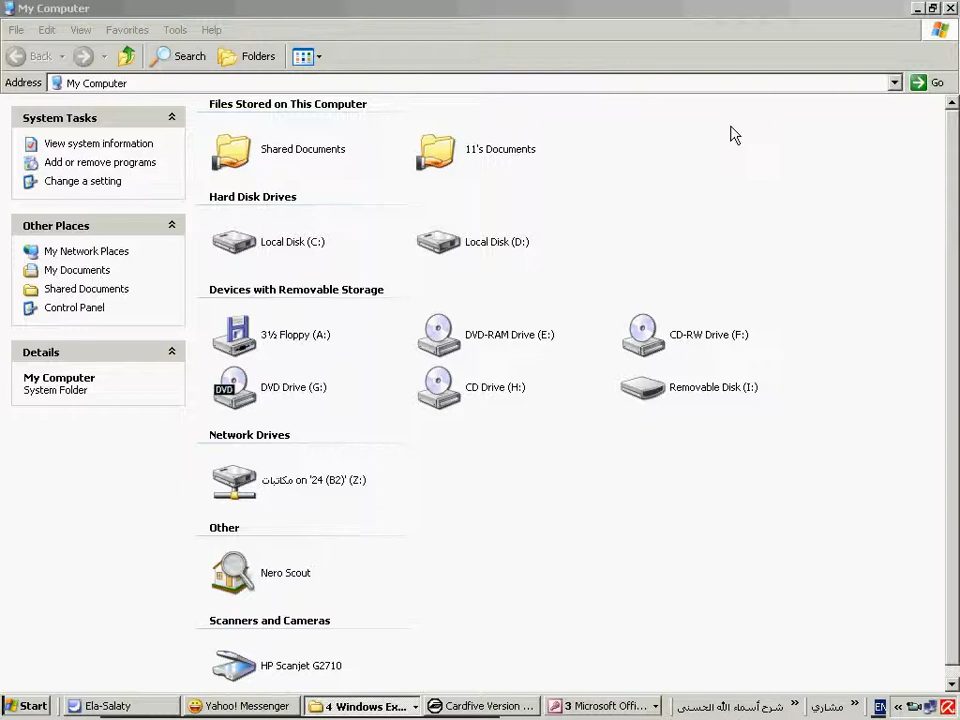 My Computer
File Edit View Favorites Tools Help
Back Search Folders
Address My Computer Go
System Tasks
View system information
Add or remove programs
Change a setting
Other Places
My Network Places
My Documents
Shared Documents
Control Panel
Details
My Computer
System Folder
Files Stored on This Computer
Shared Documents 11's Documents
Hard Disk Drives
Local Disk (C:) Local Disk (D:)
Devices with Removable Storage
3½ Floppy (A:) DVD-RAM Drive (E:) CD-RW Drive (F:)
DVD
DVD Drive (G:) CD Drive (H:) Removable Disk (I:)
Network Drives
مكاتبات on '24 (B2)' (Z:)
Other
Nero Scout
Scanners and Cameras
HP Scanjet G2710
Start Ela-Salaty Yahoo! Messenger 4 Windows Ex... Cardfive Version ... 3 Microsoft Offi... شرح أسماء الله الحسنى » مشاري » EN «